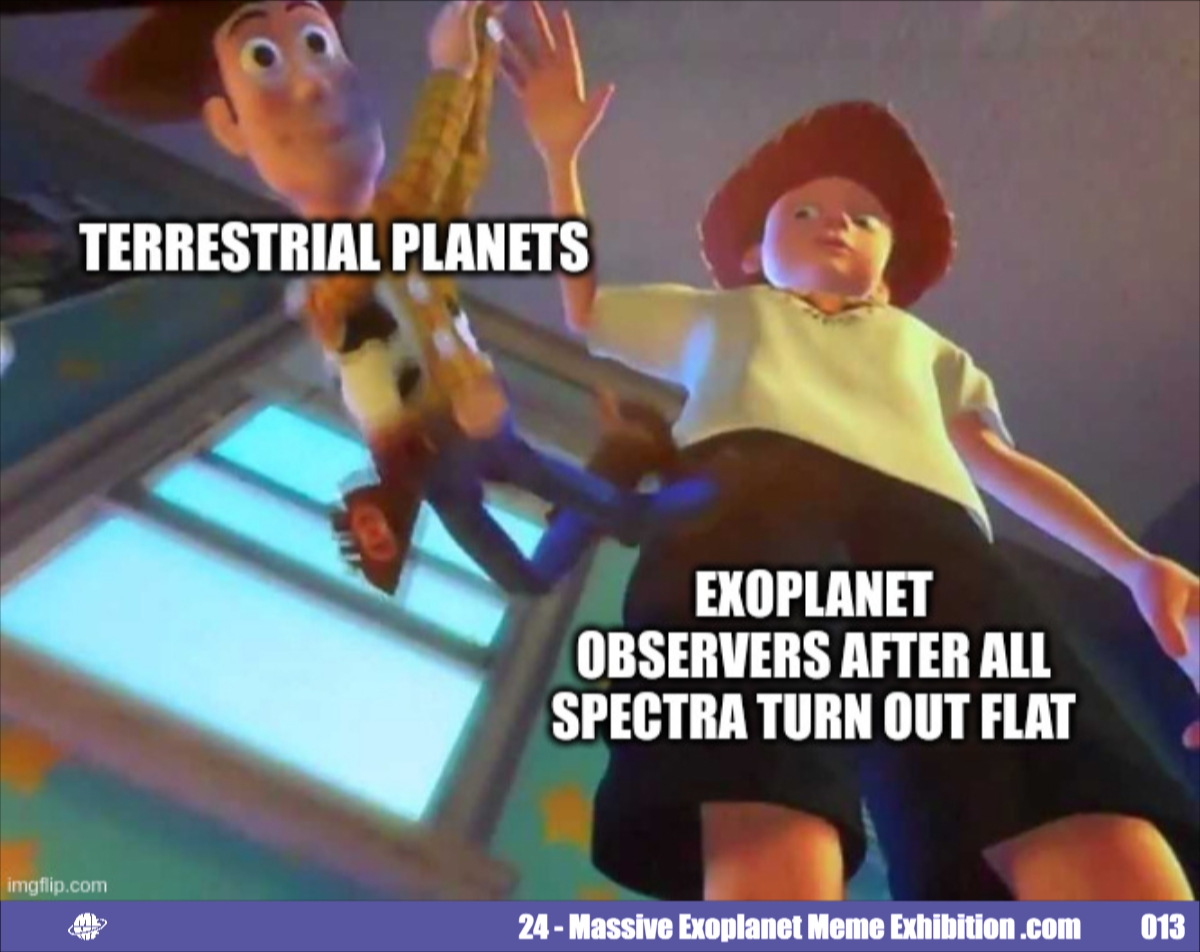 TERRESTRIAL PLANETS
EXOPLANET
OBSERVERS AFTER ALL
SPECTRA TURN OUT FLAT
imgflip.com
24 - Massive Exoplanet Meme Exhibition .com 013